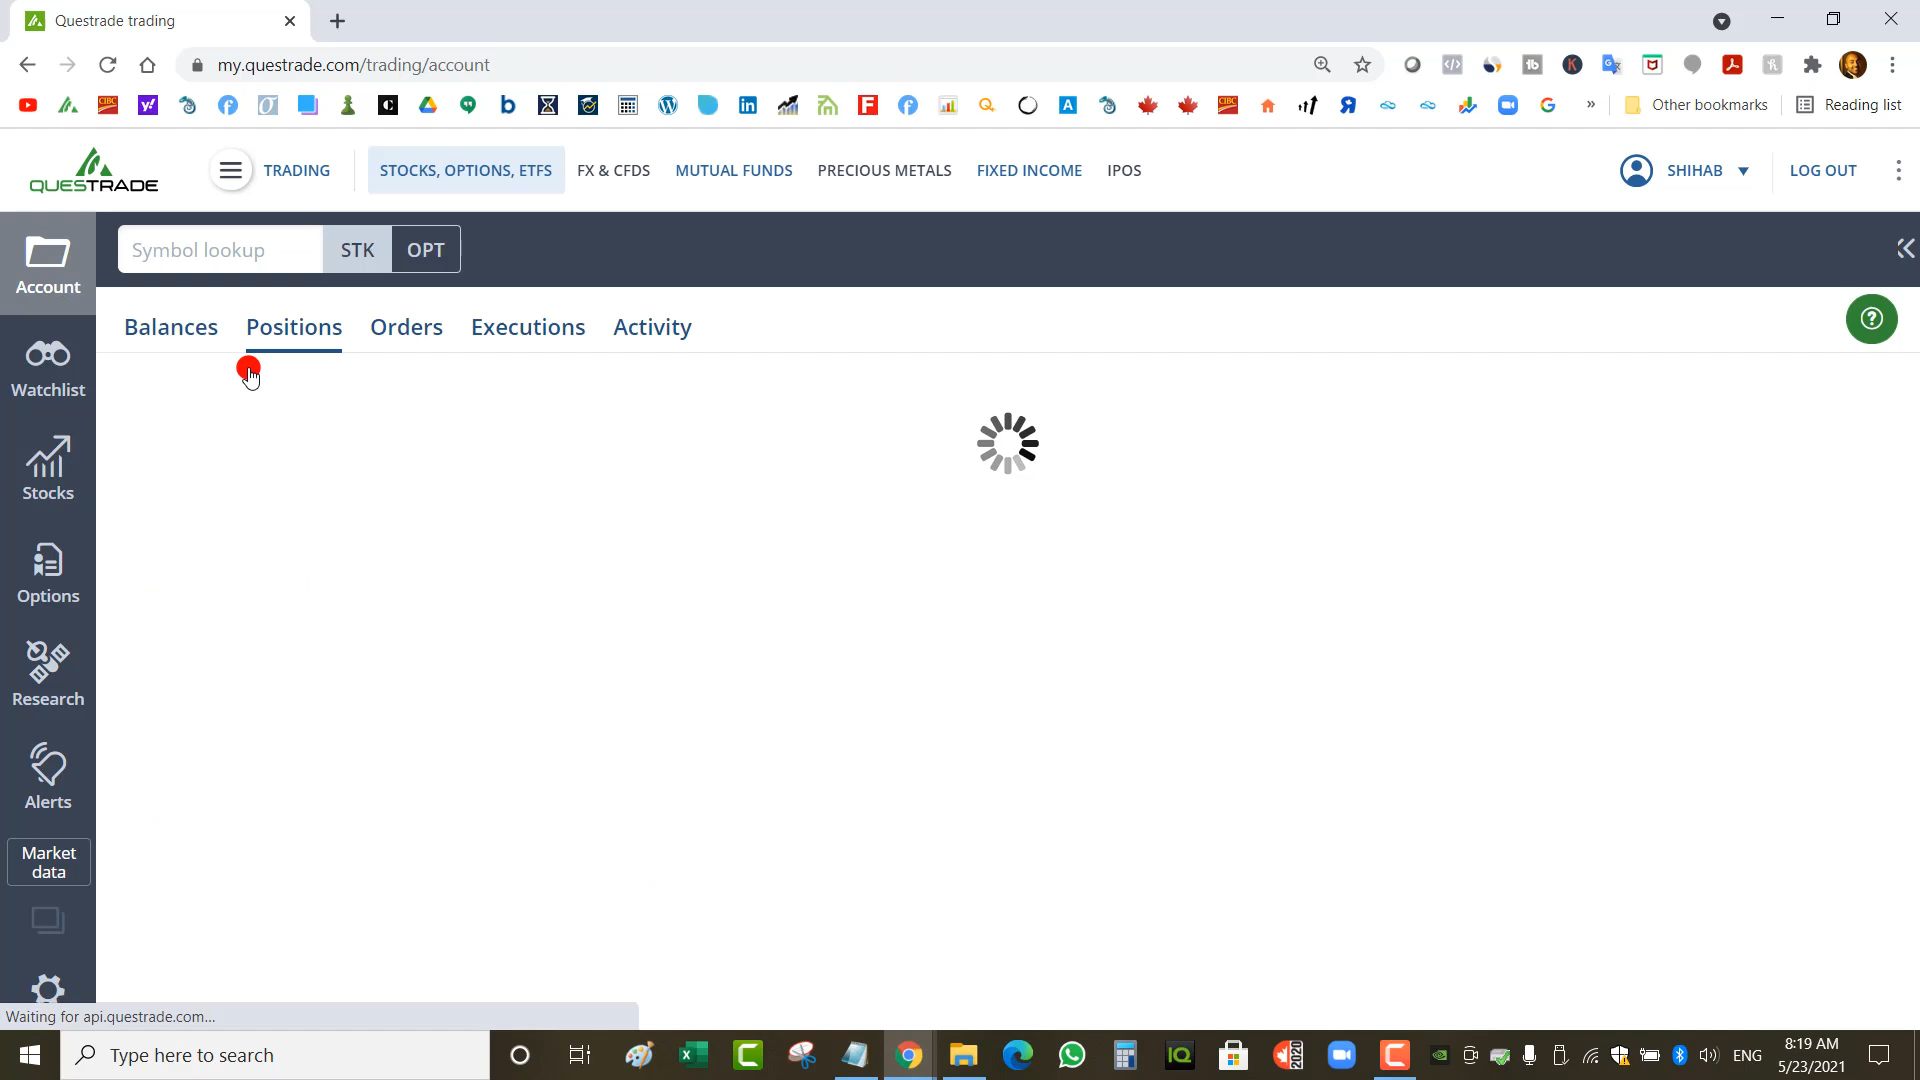 Questrade trading
my.questrade.com/trading/account
Other bookmarks
Reading list
QUESTRADE
TRADING
STOCKS, OPTIONS, ETFS
FX & CFDS
MUTUAL FUNDS
PRECIOUS METALS
FIXED INCOME
IPOS
SHIHAB
LOG OUT
Symbol lookup
STK
OPT
Account
Balances
Positions
Orders
Executions
Activity
Watchlist
Stocks
Options
Research
Alerts
Market
data
Waiting for api.questrade.com...
Type here to search
ENG
8:19 AM
5/23/2021